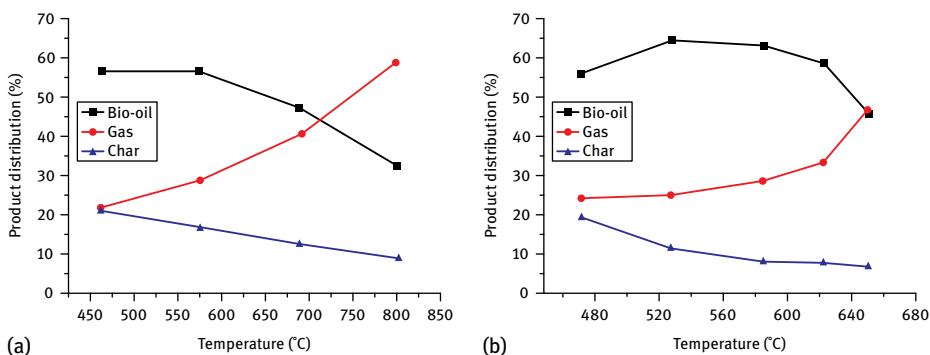 70
60
50
40
30
20
10
0
Product distribution (%)
Bio-oil
Gas
Char
450 500 550 600 650 700 750 800 850
Temperature (°C)
(a)
70
60
50
40
30
20
10
0
Product distribution (%)
Bio-oil
Gas
Char
480 520 560 600 640 680
Temperature (°C)
(b)